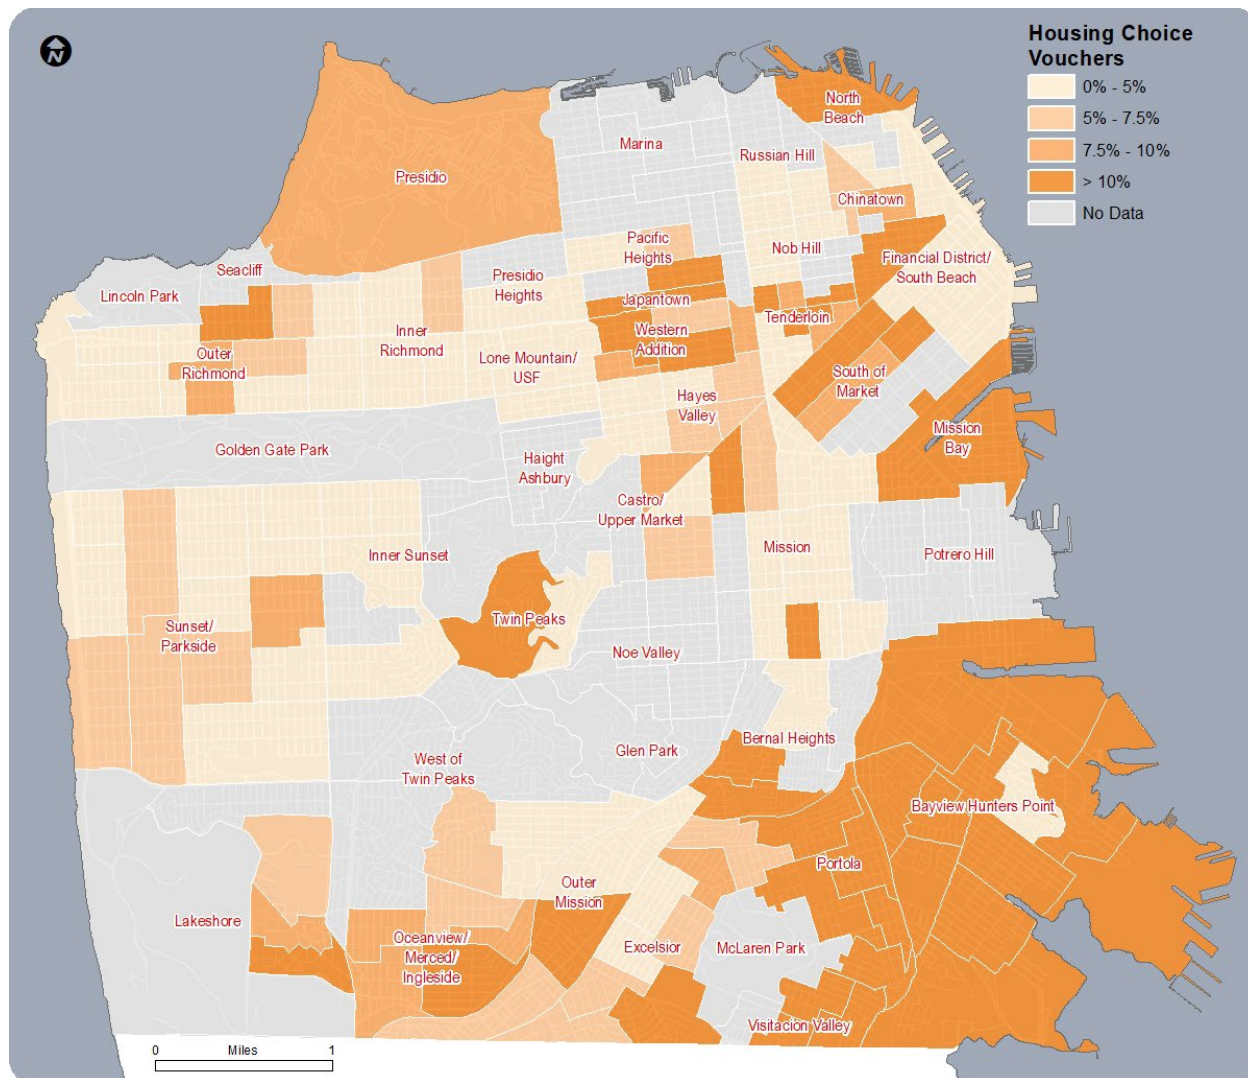 N
Housing Choice
Vouchers
0% - 5%
5% - 7.5%
7.5% - 10%
> 10%
No Data
North
Beach
Marina
Russian Hill
Presidio
Chinatown
Pacific
Heights
Nob Hill
Financial District/
South Beach
Seacliff
Lincoln Park
Presidio
Heights
Japantown
Tenderloin
Inner
Richmond
Western
Addition
Outer
Richmond
Lone Mountain/
USF
South of
Market
Hayes
Valley
Golden Gate Park
Mission
Bay
Haight
Ashbury
Castro/
Upper Market
Inner Sunset
Mission
Potrero Hill
Twin Peaks
Sunset/
Parkside
Noe Valley
Bernal Heights
Glen Park
West of
Twin Peaks
Bayview Hunters Point
Portola
Outer
Mission
Lakeshore
Oceanview/
Merced/
Ingleside
Excelsior
McLaren Park
Visitacion Valley
0 Miles 1